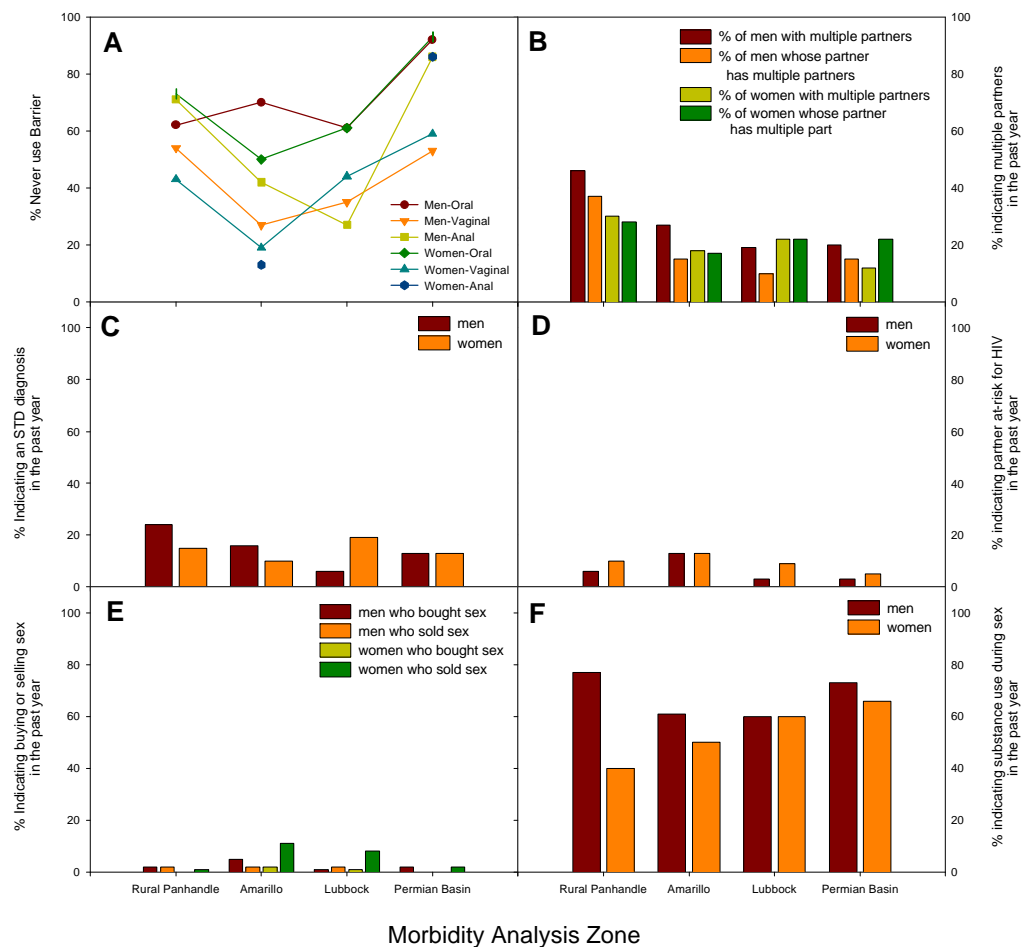 A
% Never use Barrier
100
80
60
40
20
0
Men-Oral
Men-Vaginal
Men-Anal
Women-Oral
Women-Vaginal
Women-Anal
B
% of men with multiple partners
% of men whose partner
has multiple partners
% of women with multiple partners
% of women whose partner
has multiple part
100
80
60
40
20
0
% indicating multiple partners
in the past year
C
% Indicating an STD diagnosis
in the past year
100
80
60
40
20
0
men
women
D
men
women
100
80
60
40
20
0
% indicating partner at-risk for HIV
in the past year
E
% Indicating buying or selling sex
in the past year
100
80
60
40
20
0
men who bought sex
men who sold sex
women who bought sex
women who sold sex
Rural Panhandle
Amarillo
Lubbock
Permian Basin
F
men
women
100
80
60
40
20
0
% indicating substance use during sex
in the past year
Rural Panhandle
Amarillo
Lubbock
Permian Basin
Morbidity Analysis Zone